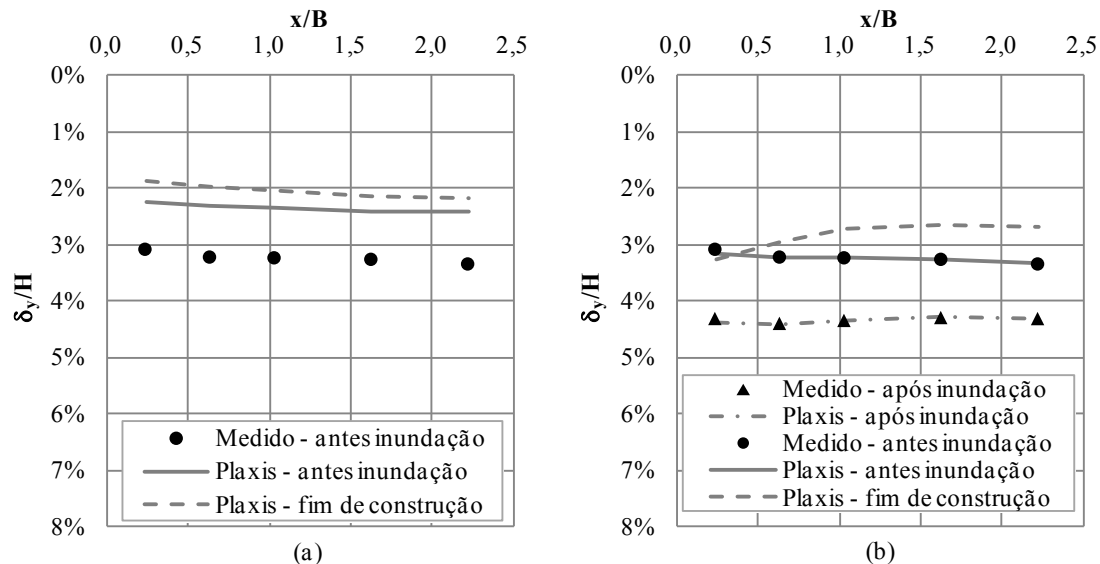 x/B
0,0 0,5 1,0 1,5 2,0 2,5
0%
1%
2%
3%
4%
5%
6%
7%
8%
δy/H
Medido - antes inundação
Plaxis - antes inundação
Plaxis - fim de construção
(a)
x/B
0,0 0,5 1,0 1,5 2,0 2,5
0%
1%
2%
3%
4%
5%
6%
7%
8%
δy/H
Medido - após inundação
Plaxis - após inundação
Medido - antes inundação
Plaxis - antes inundação
Plaxis - fim de construção
(b)